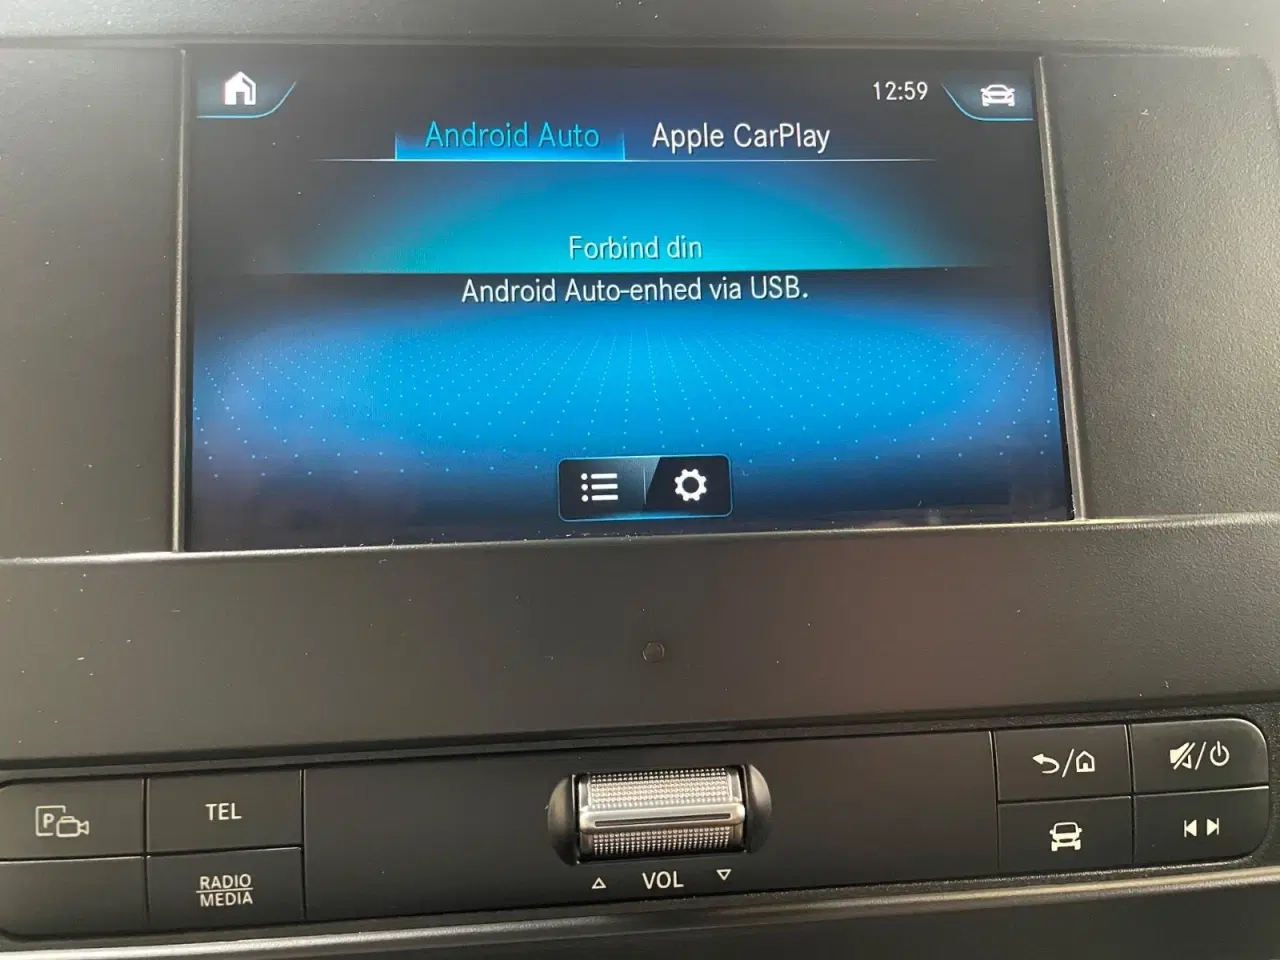 12:59
Android Auto
Apple CarPlay
Forbind din
Android Auto-enhed via USB.
P
TEL
RADIO
MEDIA
VOL